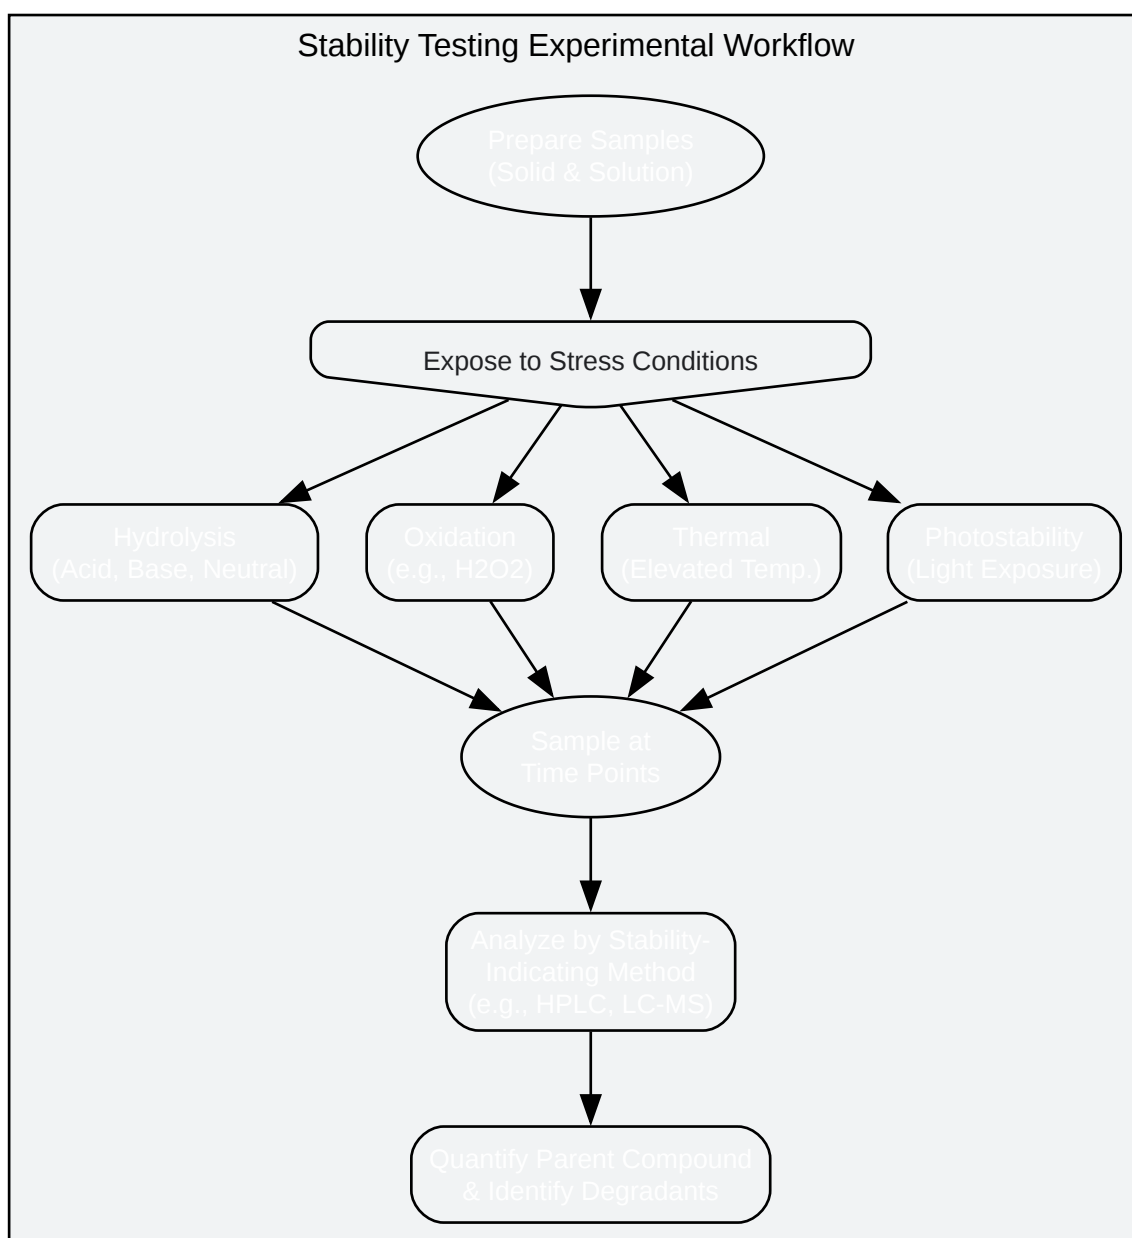 Stability Testing Experimental Workflow
Prepare Samples
(Solid & Solution)
Expose to Stress Conditions
Hydrolysis
(Acid, Base, Neutral)
Oxidation
(e.g., H2O2)
Thermal
(Elevated Temp.)
Photostability
(Light Exposure)
Sample at
Time Points
Analyze by Stability-
Indicating Method
(e.g., HPLC, LC-MS)
Quantify Parent Compound
& Identify Degradants